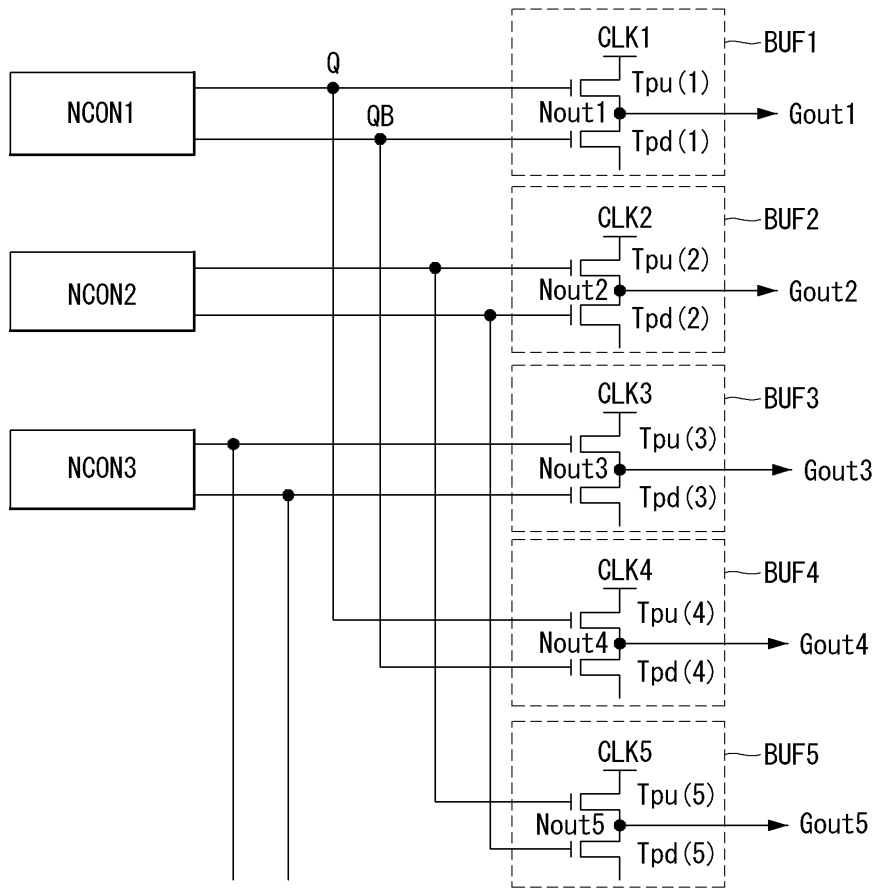 CLK1
BUF1
Q
Tpu(1)
NCON1
Nout1
Gout1
QB
Tpd(1)
CLK2
BUF2
Tpu(2)
NCON2
Nout2
Gout2
Tpd(2)
CLK3
BUF3
Tpu(3)
NCON3
Nout3
Gout3
Tpd(3)
CLK4
BUF4
Tpu(4)
Nout4
Gout4
Tpd(4)
CLK5
BUF5
Tpu(5)
Nout5
Gout5
Tpd(5)